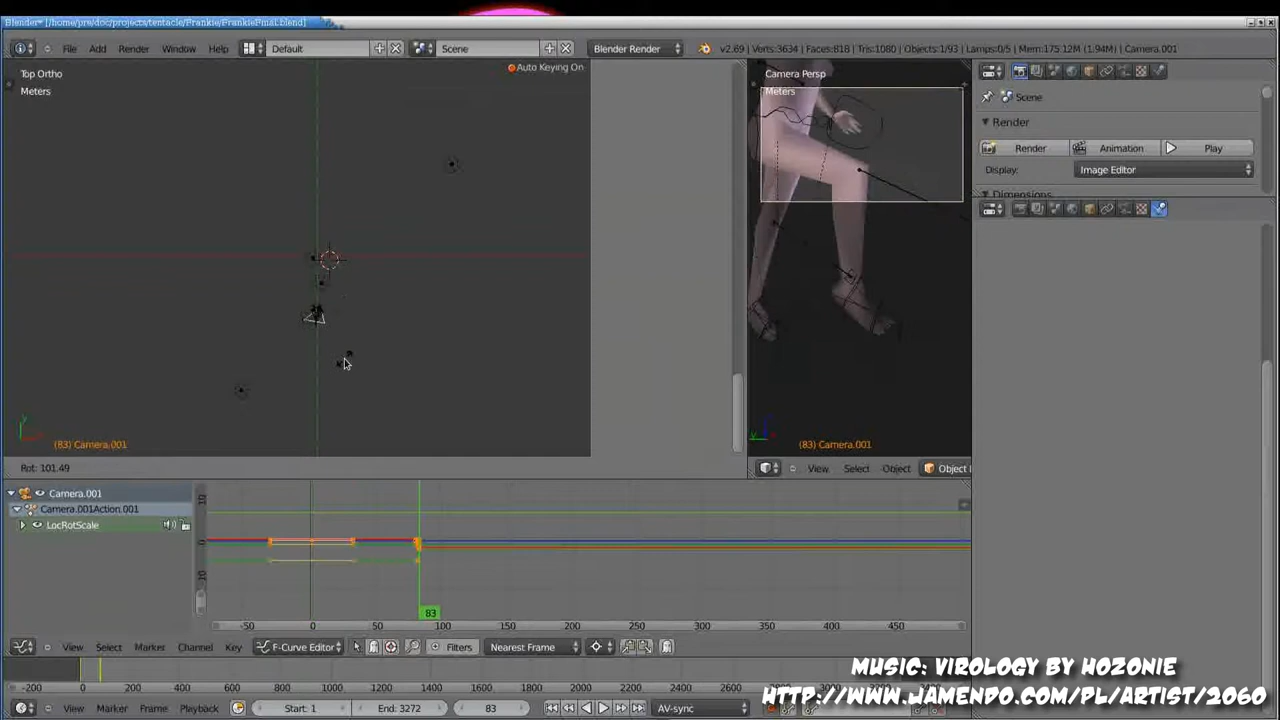 Blender* [/home/pre/doc/projects/tentacle/Frankie/FrankieFinal.blend]
File Add Render Window Help Default Scene Blender Render v2.69 | Verts:3634 | Faces:818 | Tris:1080 | Objects:1/93 | Lamps:0/5 | Mem:175.12M (1.94M) | Camera.001
Top Ortho
Meters
Auto Keying On
Camera Persp
Meters
Scene
Render
Render Animation Play
Display: Image Editor
Dimensions
(83) Camera.001
(83) Camera.001
Rot: 101.49
View Select Object Object
Camera.001
Camera.001Action.001
LocRotScale
10
0
10
83
-50 0 50 100 150 200 250 300 350 400 450
View Select Marker Channel Key F-Curve Editor Filters Nearest Frame
-200 0 200 400 600 800 1000 1200 1400 1600 1800
View Marker Frame Playback Start: 1 End: 3272 83 AV-sync
MUSIC: VIROLOGY BY HOZONIE
HTTP://WWW.JAMENDO.COM/PL/ARTIST/2060